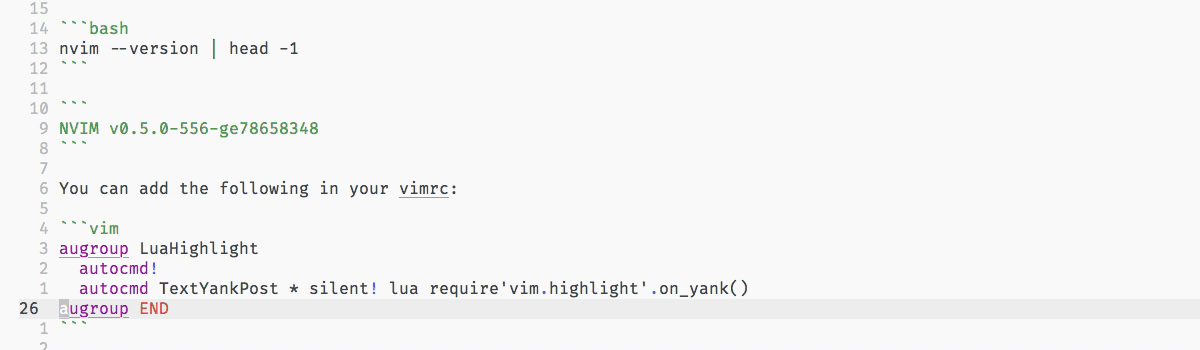 15
14 ```bash
13 nvim --version | head -1
12 ```
11
10 ```
9 NVIM v0.5.0-556-ge78658348
8 ```
7
6 You can add the following in your vimrc:
5
4 ```vim
3 augroup LuaHighlight
2   autocmd!
1   autocmd TextYankPost * silent! lua require'vim.highlight'.on_yank()
26 augroup END
1 ```
2